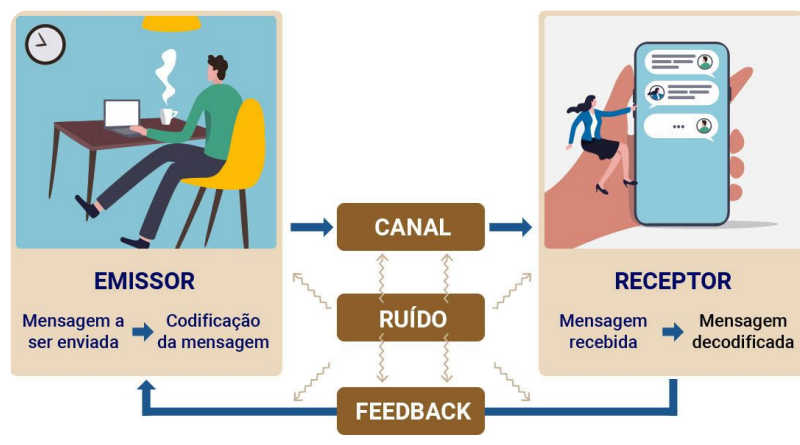 EMISSOR
Mensagem a
ser enviada
Codificação
da mensagem
CANAL
RUÍDO
FEEDBACK
RECEPTOR
Mensagem
recebida
Mensagem
decodificada